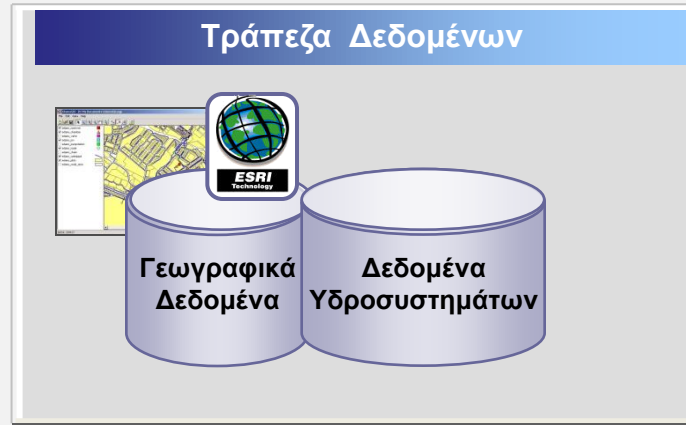 Τράπεζα Δεδομένων
ESRI
Technology
Γεωγραφικά
Δεδομένα
Δεδομένα
Υδροσυστημάτων